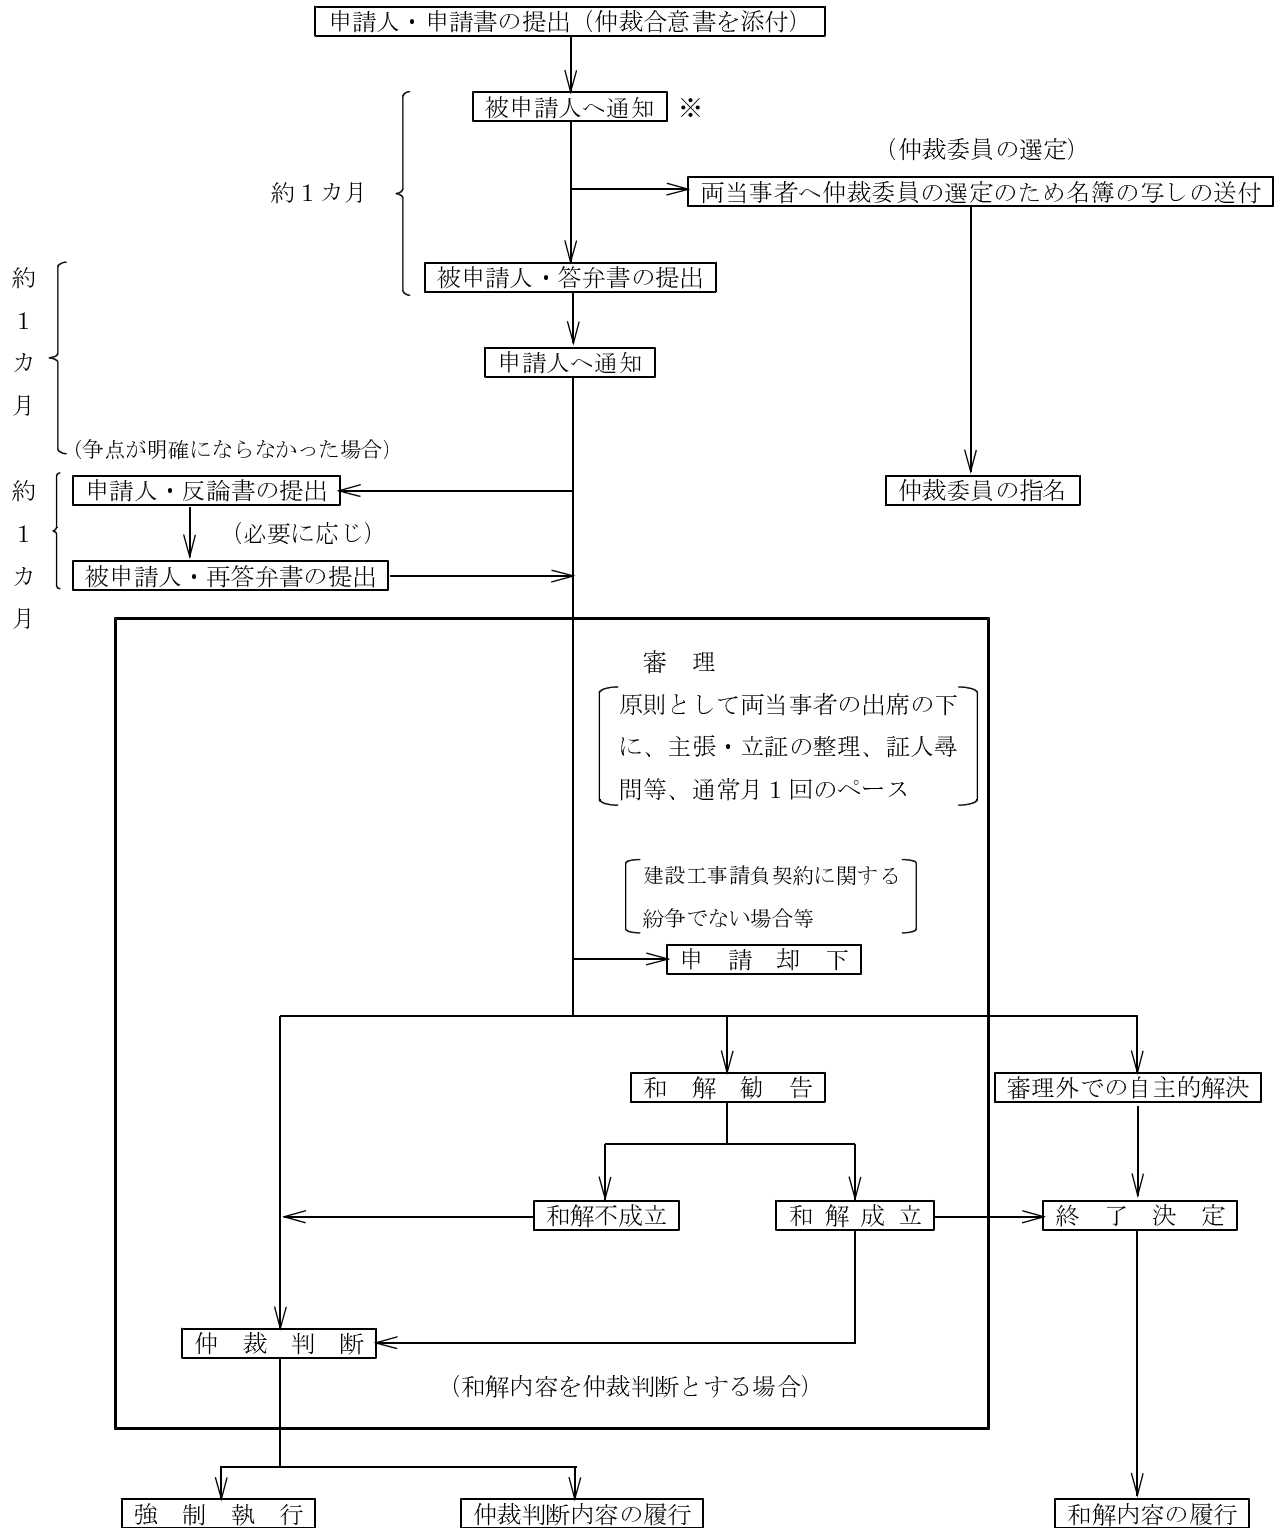 申請人・申請書の提出（仲裁合意書を添付）
被申請人へ通知 ※
（仲裁委員の選定）
約１カ月
両当事者へ仲裁委員の選定のため名簿の写しの送付
被申請人・答弁書の提出
約１カ月
申請人へ通知
（争点が明確にならなかった場合）
約１カ月
申請人・反論書の提出
仲裁委員の指名
（必要に応じ）
被申請人・再答弁書の提出
審　理
原則として両当事者の出席の下
に、主張・立証の整理、証人尋
問等、通常月１回のペース
建設工事請負契約に関する
紛争でない場合等
申　請　却　下
和　解　勧　告
審理外での自主的解決
和解不成立
和 解 成 立
終　了　決　定
仲　裁　判　断
（和解内容を仲裁判断とする場合）
強　制　執　行
仲裁判断内容の履行
和解内容の履行